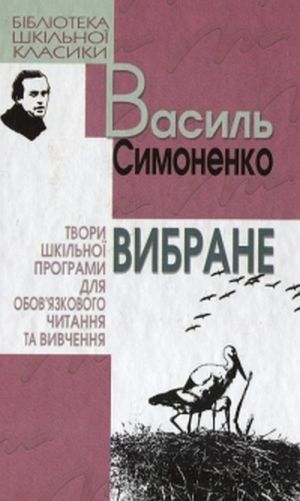 БІБЛІОТЕКА
ШКІЛЬНОЇ
КЛАСИКИ
Василь
Симоненко
ВИБРАНЕ
ТВОРИ
ШКІЛЬНОЇ
ПРОГРАМИ
ДЛЯ
ОБОВ'ЯЗКОВОГО
ЧИТАННЯ
ТА ВИВЧЕННЯ